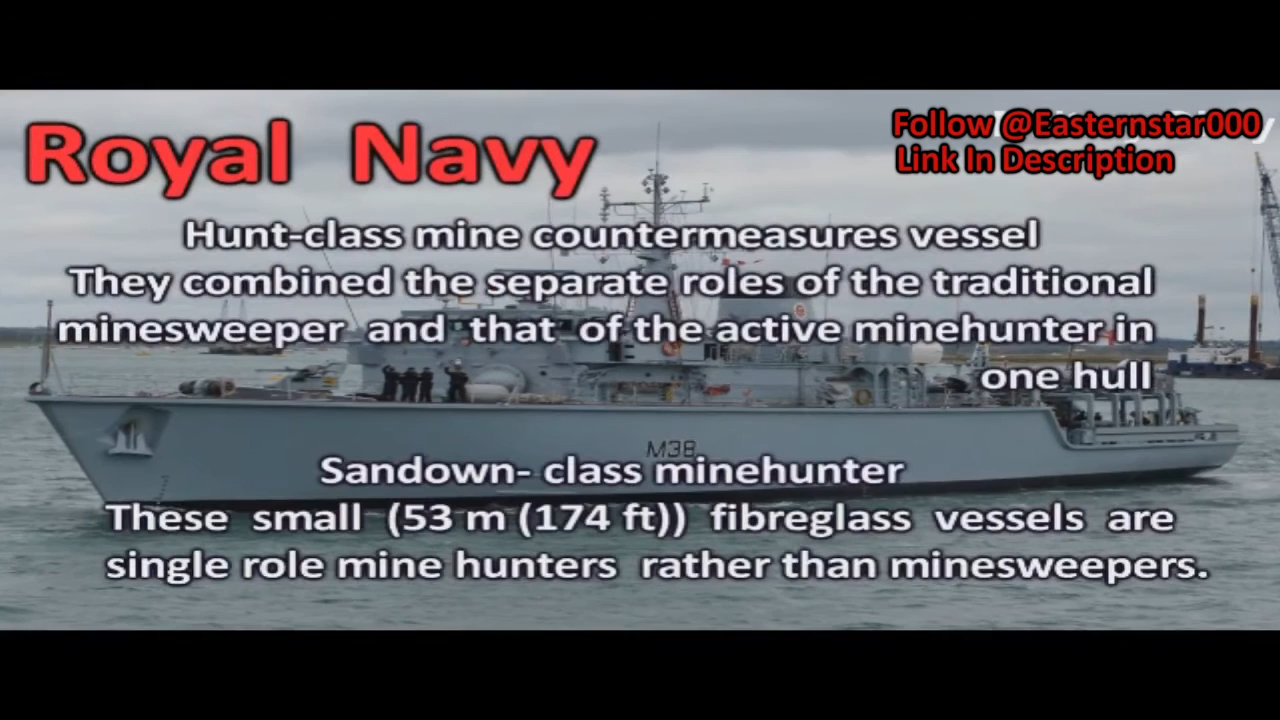 Royal Navy
Follow @Easternstar000
Link In Description
Hunt-class mine countermeasures vessel
They combined the separate roles of the traditional
minesweeper and that of the active minehunter in
one hull
M38
Sandown- class minehunter
These small (53 m (174 ft)) fibreglass vessels are
single role mine hunters rather than minesweepers.